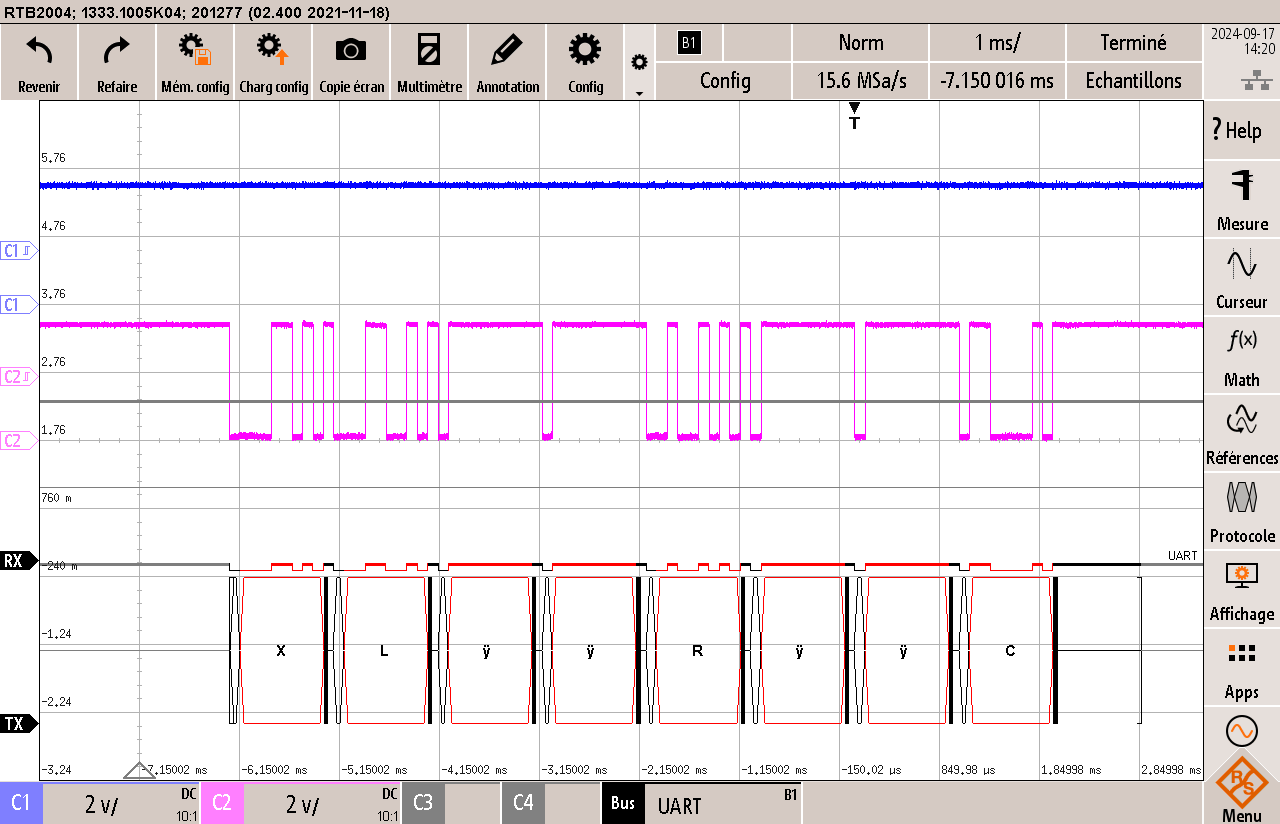 RTB2004; 1333.1005K04; 201277 (02.400 2021-11-18)
Revenir
Refaire
Mém. config
Charg config
Copie écran
Multimètre
Annotation
Config
B1
Config
Norm
15.6 MSa/s
1 ms/
-7.150 016 ms
Terminé
Echantillons
2024-09-17
14:20
T
Help
Mesure
Curseur
Math
Références
Protocole
Affichage
Apps
Menu
f(x)
5.76
4.76
C1
3.76
C1
2.76
C2
1.76
C2
760 m
RX
-240 m
UART
-1.24
X L ÿ ÿ R ÿ ÿ C
-2.24
TX
-3.24
-7.15002 ms
-6.15002 ms
-5.15002 ms
-4.15002 ms
-3.15002 ms
-2.15002 ms
-1.15002 ms
-150.02 µs
849.98 µs
1.84998 ms
2.84998 ms
C1 2 V/ DC 10:1
C2 2 V/ DC 10:1
C3
C4
Bus UART B1
R&S